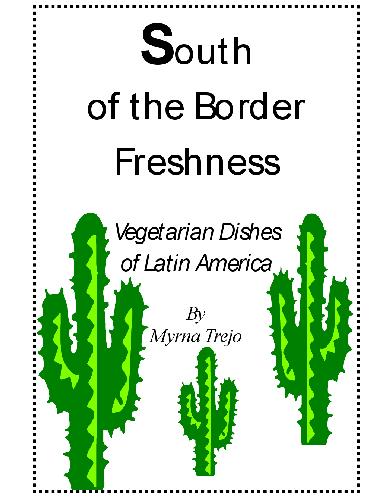 South
of the Border
Freshness
Vegetarian Dishes
of Latin America
By
Myrna Trejo